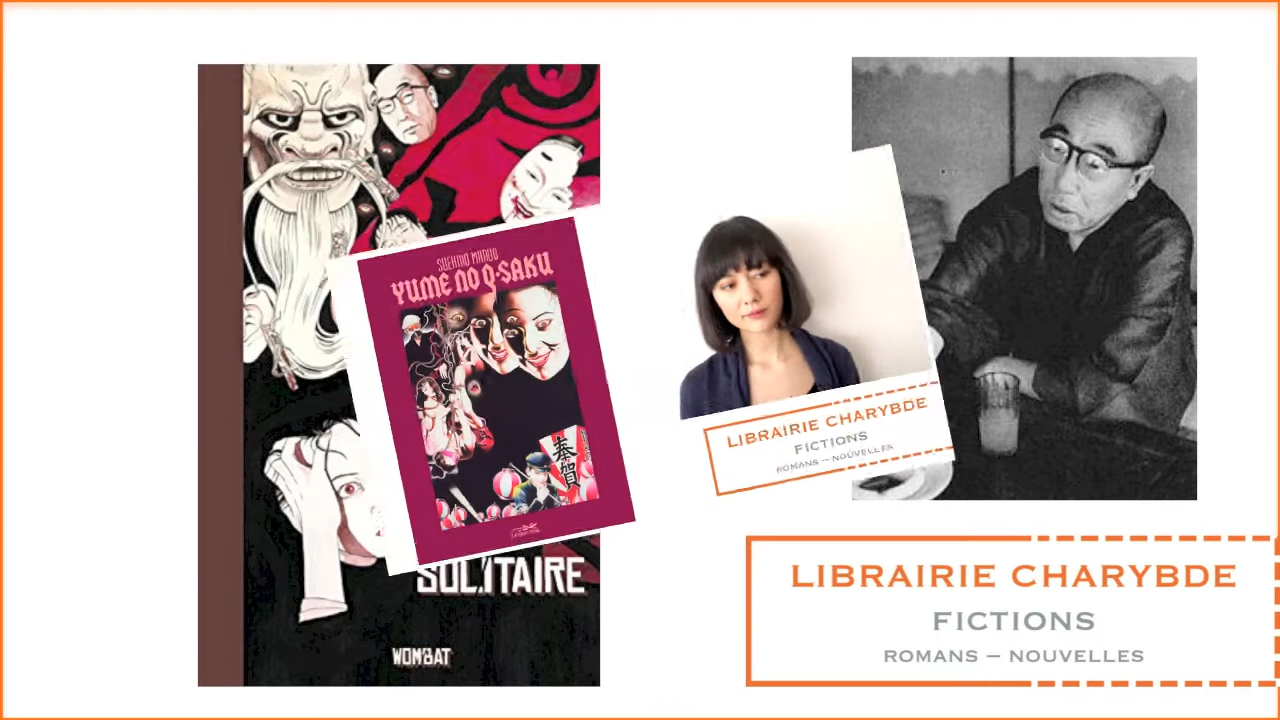 SUEHIRO MARUO
YUME NO Q-SAKU
奉賀
SOLITAIRE
WOMBAT
LIBRAIRIE CHARYBDE
FICTIONS
ROMANS – NOUVELLES
LIBRAIRIE CHARYBDE
FICTIONS
ROMANS – NOUVELLES